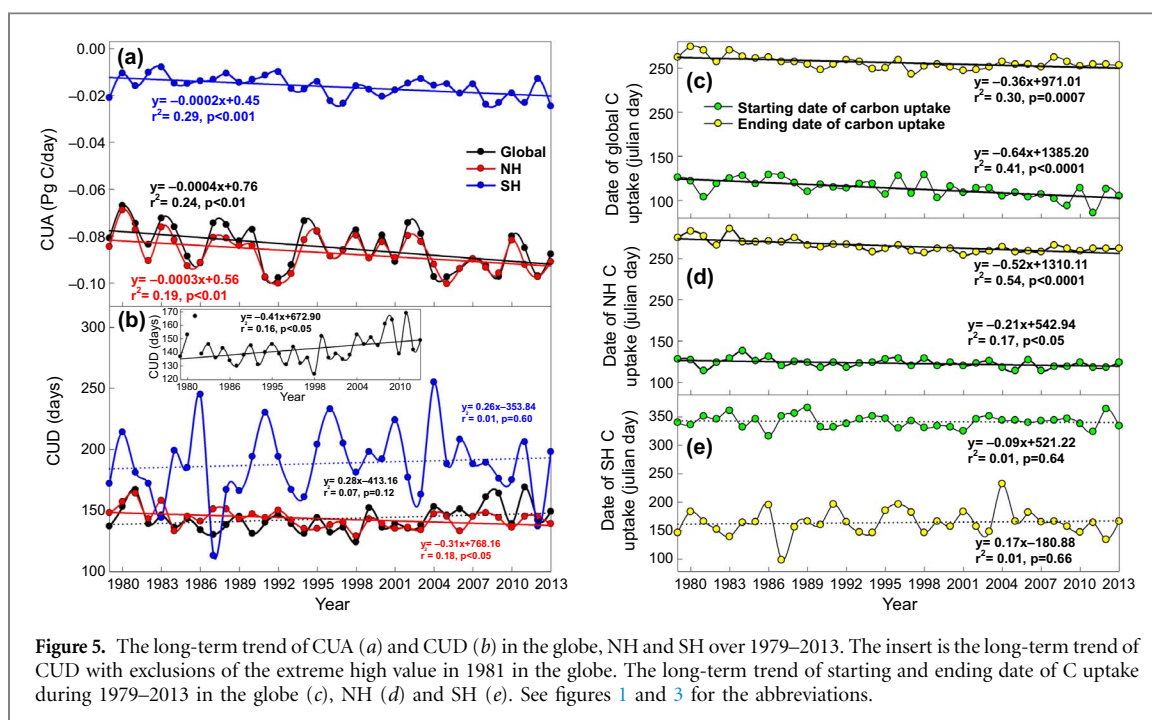 0.00
−0.02
−0.04
−0.06
−0.08
−0.10
CUA (Pg C/day)
(a)
y= −0.0002x+0.45
r² = 0.29, p<0.001
Global
NH
SH
y= −0.0004x+0.76
r² = 0.24, p<0.01
y= −0.0003x+0.56
r² = 0.19, p<0.01
300
250
200
150
100
CUD (days)
(b)
170
160
150
140
130
120
CUD (days)
y= −0.41x+672.90
r² = 0.16, p<0.05
1980 1986 1992 1998 2004 2010
Year
y= 0.26x−353.84
r² = 0.01, p=0.60
y= 0.28x−413.16
r² = 0.07, p=0.12
y= −0.31x+768.16
r² = 0.18, p<0.05
1980 1983 1986 1989 1992 1995 1998 2001 2004 2007 2010 2013
Year
250
150
100
Date of global C
uptake (julian day)
(c)
y= −0.36x+971.01
r² = 0.30, p=0.0007
Starting date of carbon uptake
Ending date of carbon uptake
y= −0.64x+1385.20
r² = 0.41, p<0.0001
250
250
100
Date of NH C
uptake (julian day)
(d)
y= −0.52x+1310.11
r² = 0.54, p<0.0001
y= −0.21x+542.94
r² = 0.17, p<0.05
350
300
250
200
150
100
Date of SH C
uptake (julian day)
(e)
y= −0.09x+521.22
r² = 0.01, p=0.64
y= 0.17x−180.88
r² = 0.01, p=0.66
1980 1983 1986 1989 1992 1995 1998 2001 2004 2007 2010 2013
Year
Figure 5. The long-term trend of CUA (a) and CUD (b) in the globe, NH and SH over 1979–2013. The insert is the long-term trend of
CUD with exclusions of the extreme high value in 1981 in the globe. The long-term trend of starting and ending date of C uptake
during 1979–2013 in the globe (c), NH (d) and SH (e). See figures 1 and 3 for the abbreviations.